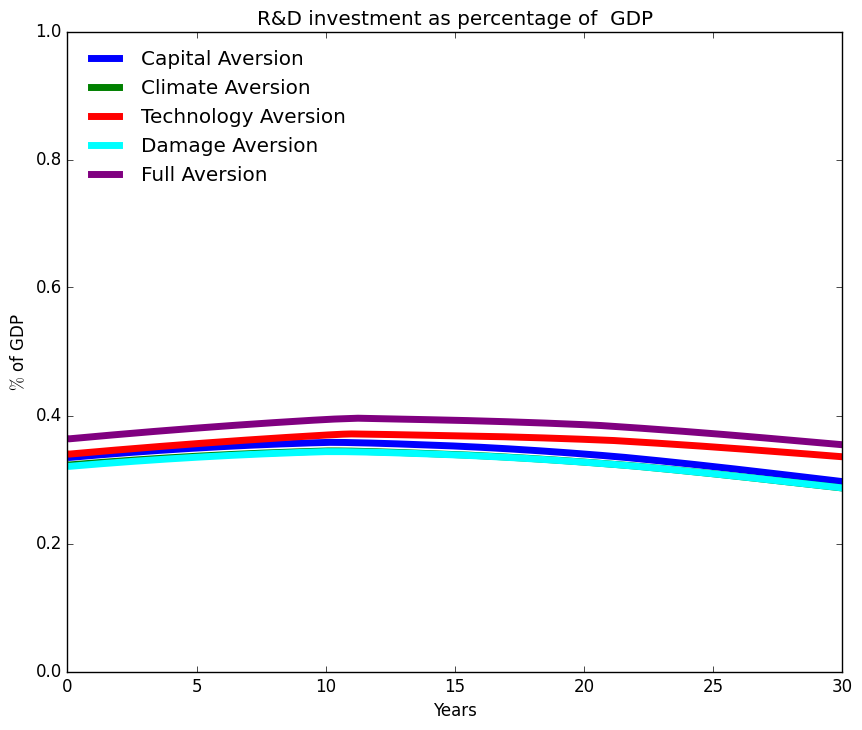 R&D investment as percentage of  GDP
1.0
0.8
0.6
0.4
0.2
0.0
% of GDP
Capital Aversion
Climate Aversion
Technology Aversion
Damage Aversion
Full Aversion
0 5 10 15 20 25 30
Years